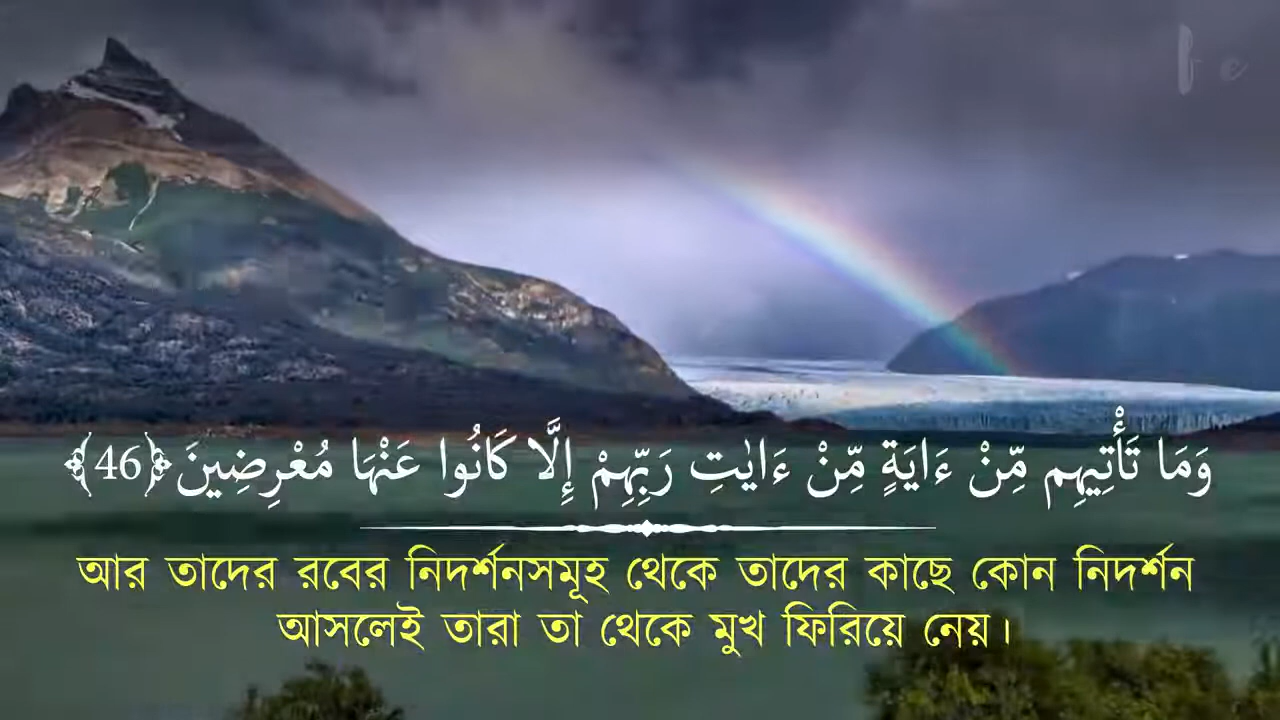 وَمَا تَأْتِيهِم مِّنْ ءَايَةٍ مِّنْ ءَايٰتِ رَبِّهِمْ إِلَّا كَانُوا عَنْهَا مُعْرِضِينَ ﴿46﴾
আর তাদের রবের নিদর্শনসমূহ থেকে তাদের কাছে কোন নিদর্শন
আসলেই তারা তা থেকে মুখ ফিরিয়ে নেয়।